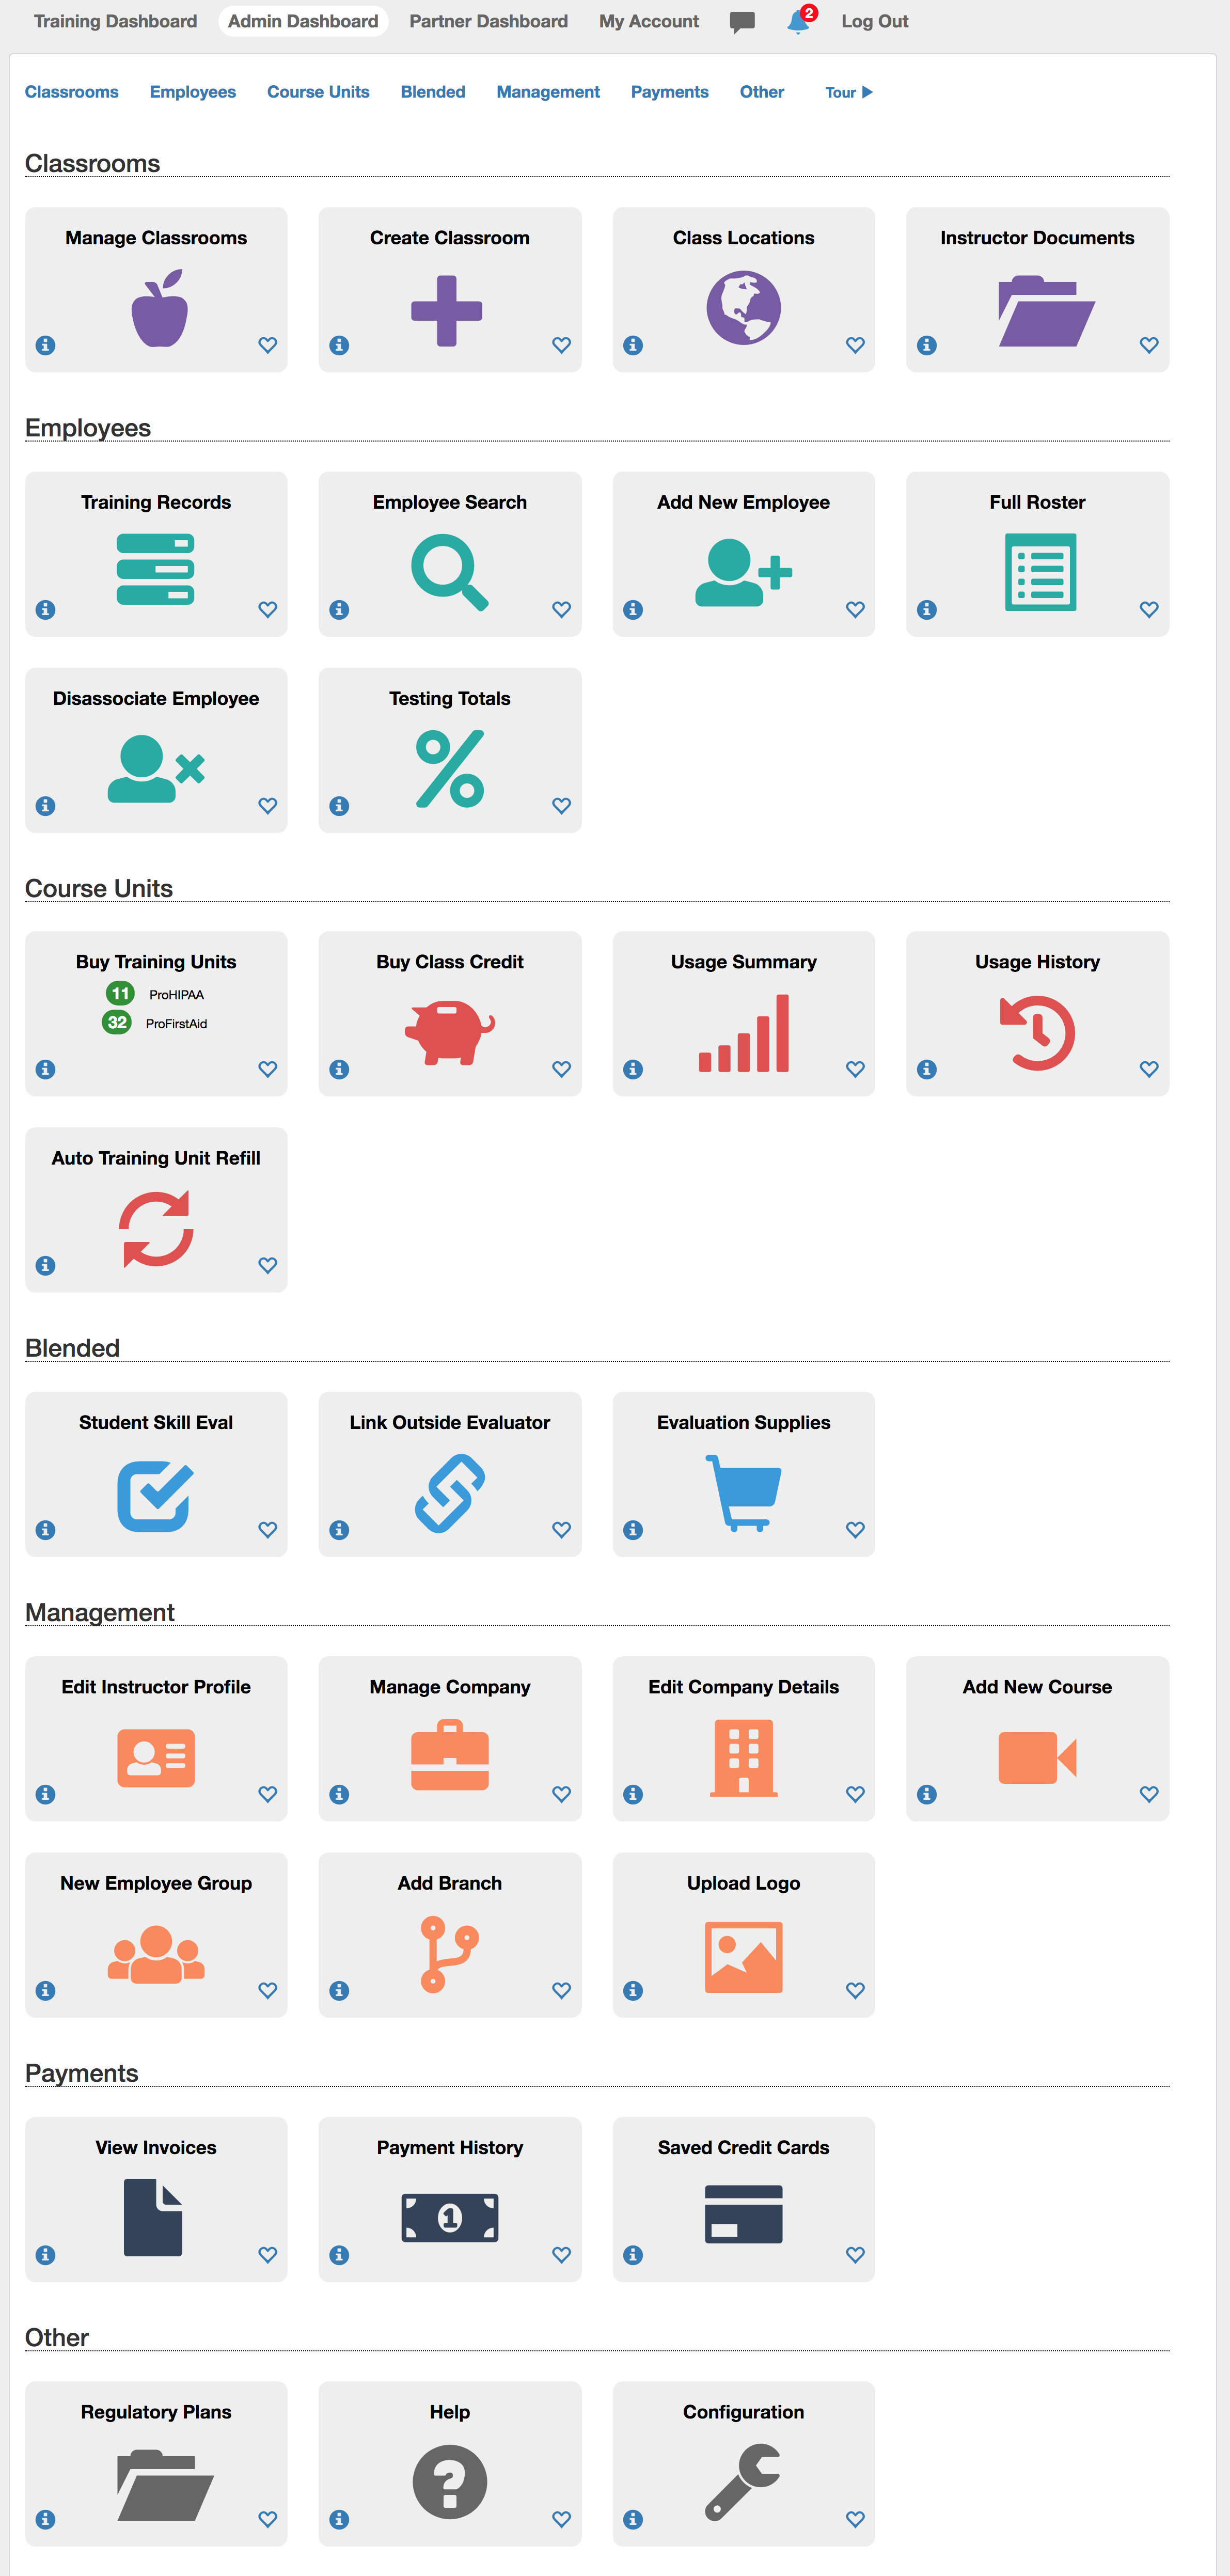 Training Dashboard Admin Dashboard Partner Dashboard My Account 2 Log Out
Classrooms Employees Course Units Blended Management Payments Other Tour
Classrooms
Manage Classrooms Create Classroom Class Locations Instructor Documents
Employees
Training Records Employee Search Add New Employee Full Roster
Disassociate Employee Testing Totals
Course Units
Buy Training Units Buy Class Credit Usage Summary Usage History
11 ProHIPAA
32 ProFirstAid
Auto Training Unit Refill
Blended
Student Skill Eval Link Outside Evaluator Evaluation Supplies
Management
Edit Instructor Profile Manage Company Edit Company Details Add New Course
New Employee Group Add Branch Upload Logo
Payments
View Invoices Payment History Saved Credit Cards
1
Other
Regulatory Plans Help Configuration
?